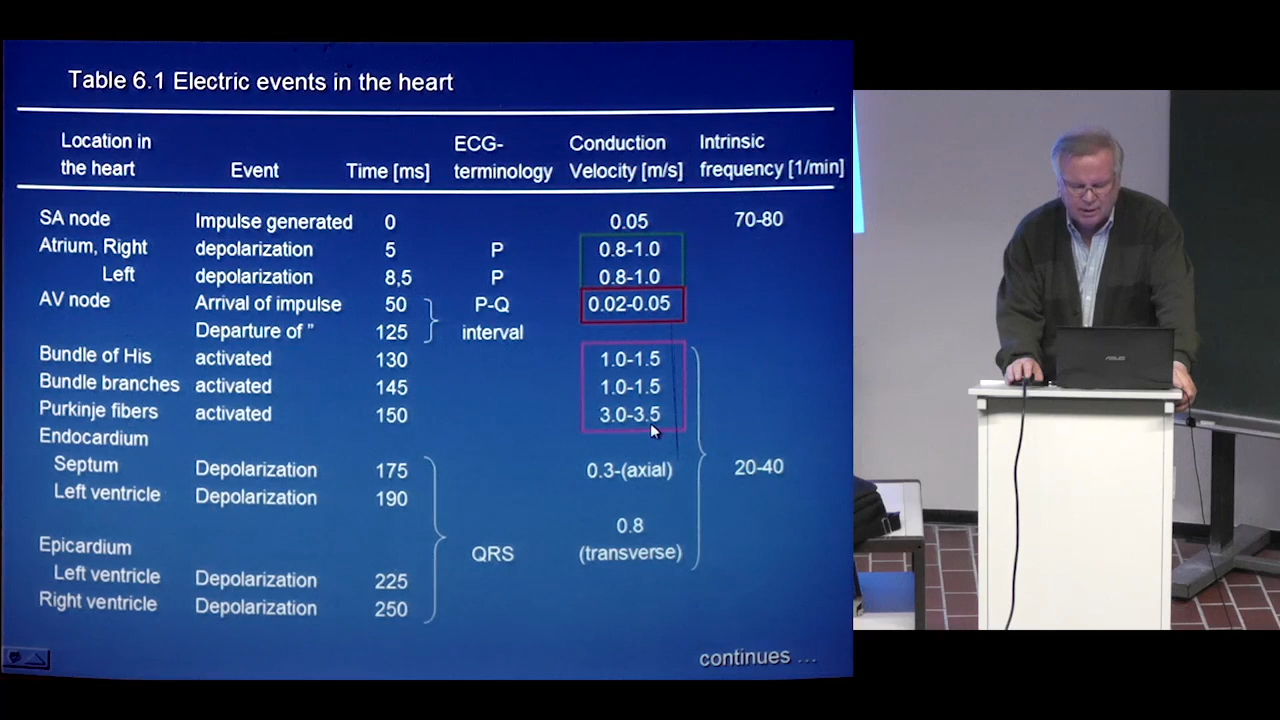 Table 6.1 Electric events in the heart
Location in the heart Event Time [ms] ECG-terminology Conduction Velocity [m/s] Intrinsic frequency [1/min]
SA node Impulse generated 0 0.05 70-80
Atrium, Right depolarization 5 P 0.8-1.0
Left depolarization 8,5 P 0.8-1.0
AV node Arrival of impulse 50 P-Q 0.02-0.05
Departure of ” 125 interval
Bundle of His activated 130 1.0-1.5
Bundle branches activated 145 1.0-1.5
Purkinje fibers activated 150 3.0-3.5
Endocardium
Septum Depolarization 175 0.3-(axial) 20-40
Left ventricle Depolarization 190
0.8
Epicardium QRS (transverse)
Left ventricle Depolarization 225
Right ventricle Depolarization 250
continues ...
ASUS